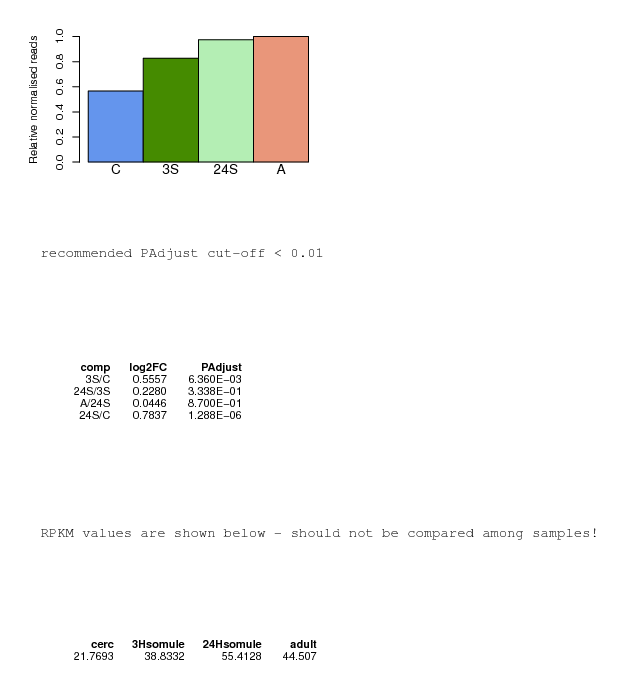 Relative normalised reads
1.0
0.8
0.6
0.4
0.2
0.0
C 3S 24S A
recommended PAdjust cut-off < 0.01
comp log2FC PAdjust
3S/C 0.5557 6.360E−03
24S/3S 0.2280 3.338E−01
A/24S 0.0446 8.700E−01
24S/C 0.7837 1.288E−06
RPKM values are shown below - should not be compared among samples!
cerc 3Hsomule 24Hsomule adult
21.7693 38.8332 55.4128 44.507